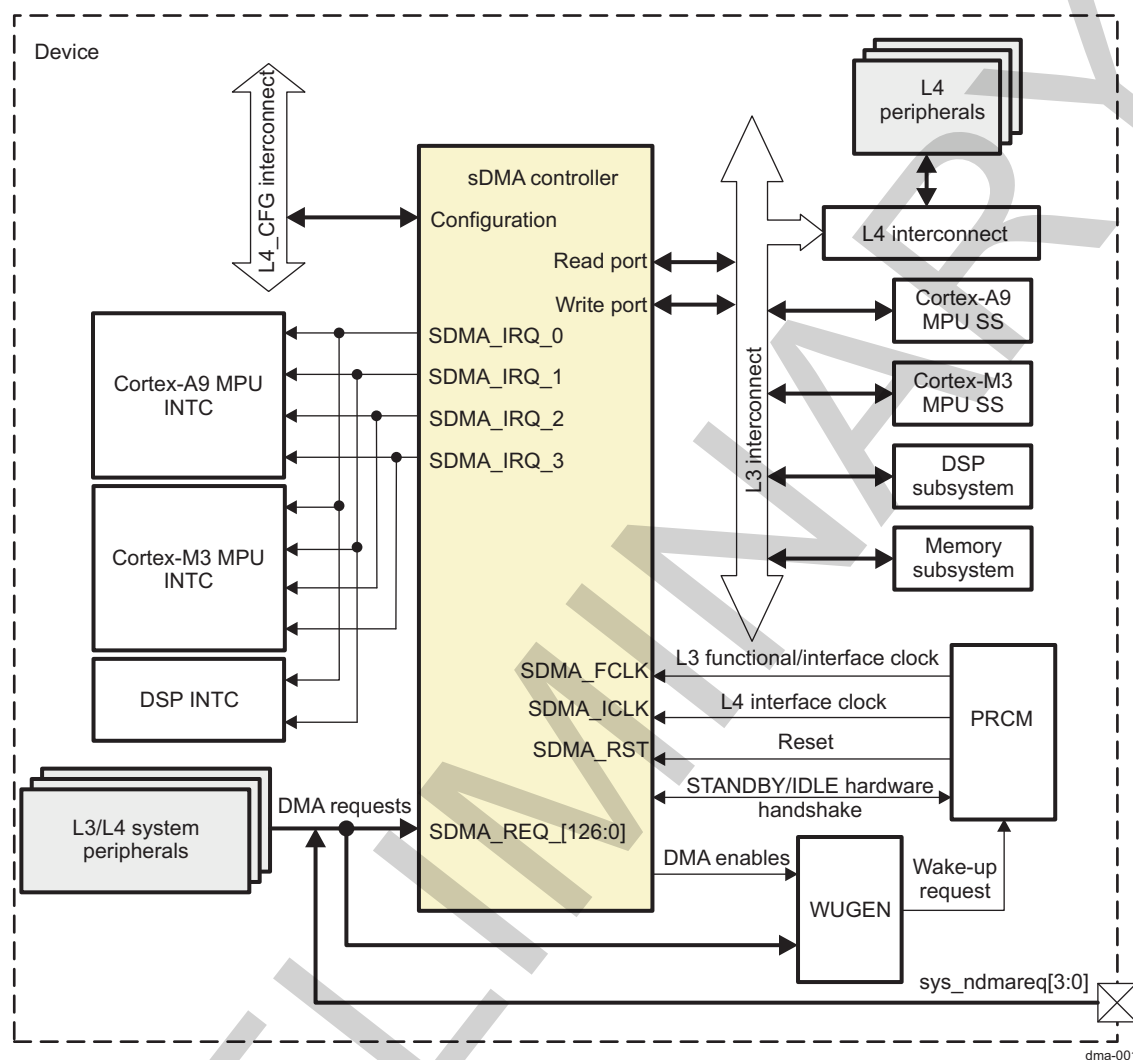 Device
L4_CFG interconnect
L4
peripherals
sDMA controller
Configuration
L4 interconnect
Read port
Write port
L3 interconnect
Cortex-A9
MPU SS
Cortex-M3
MPU SS
DSP
subsystem
Memory
subsystem
Cortex-A9 MPU
INTC
SDMA_IRQ_0
SDMA_IRQ_1
SDMA_IRQ_2
SDMA_IRQ_3
Cortex-M3 MPU
INTC
DSP INTC
SDMA_FCLK
L3 functional/interface clock
SDMA_ICLK
L4 interface clock
SDMA_RST
Reset
PRCM
STANDBY/IDLE hardware
handshake
L3/L4 system
peripherals
DMA requests
SDMA_REQ_[126:0]
DMA enables
WUGEN
Wake-up
request
sys_ndmareq[3:0]
dma-001